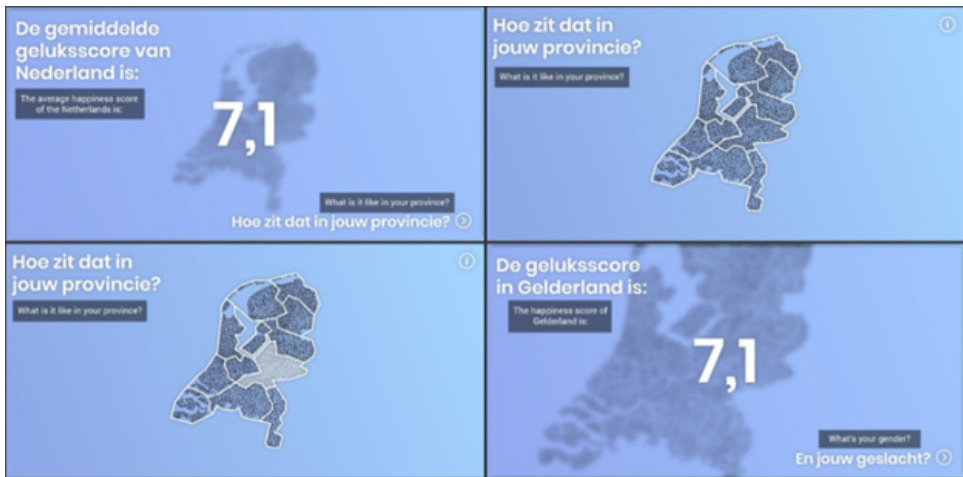 De gemiddelde
geluksscore van
Nederland is:
The average happiness score
of the Netherlands is:
7,1
What is it like in your province?
Hoe zit dat in jouw provincie?
Hoe zit dat in
jouw provincie?
What is it like in your province?
Hoe zit dat in
jouw provincie?
What is it like in your province?
De geluksscore
in Gelderland is:
The happiness score of
Gelderland is:
7,1
What's your gender?
En jouw geslacht?